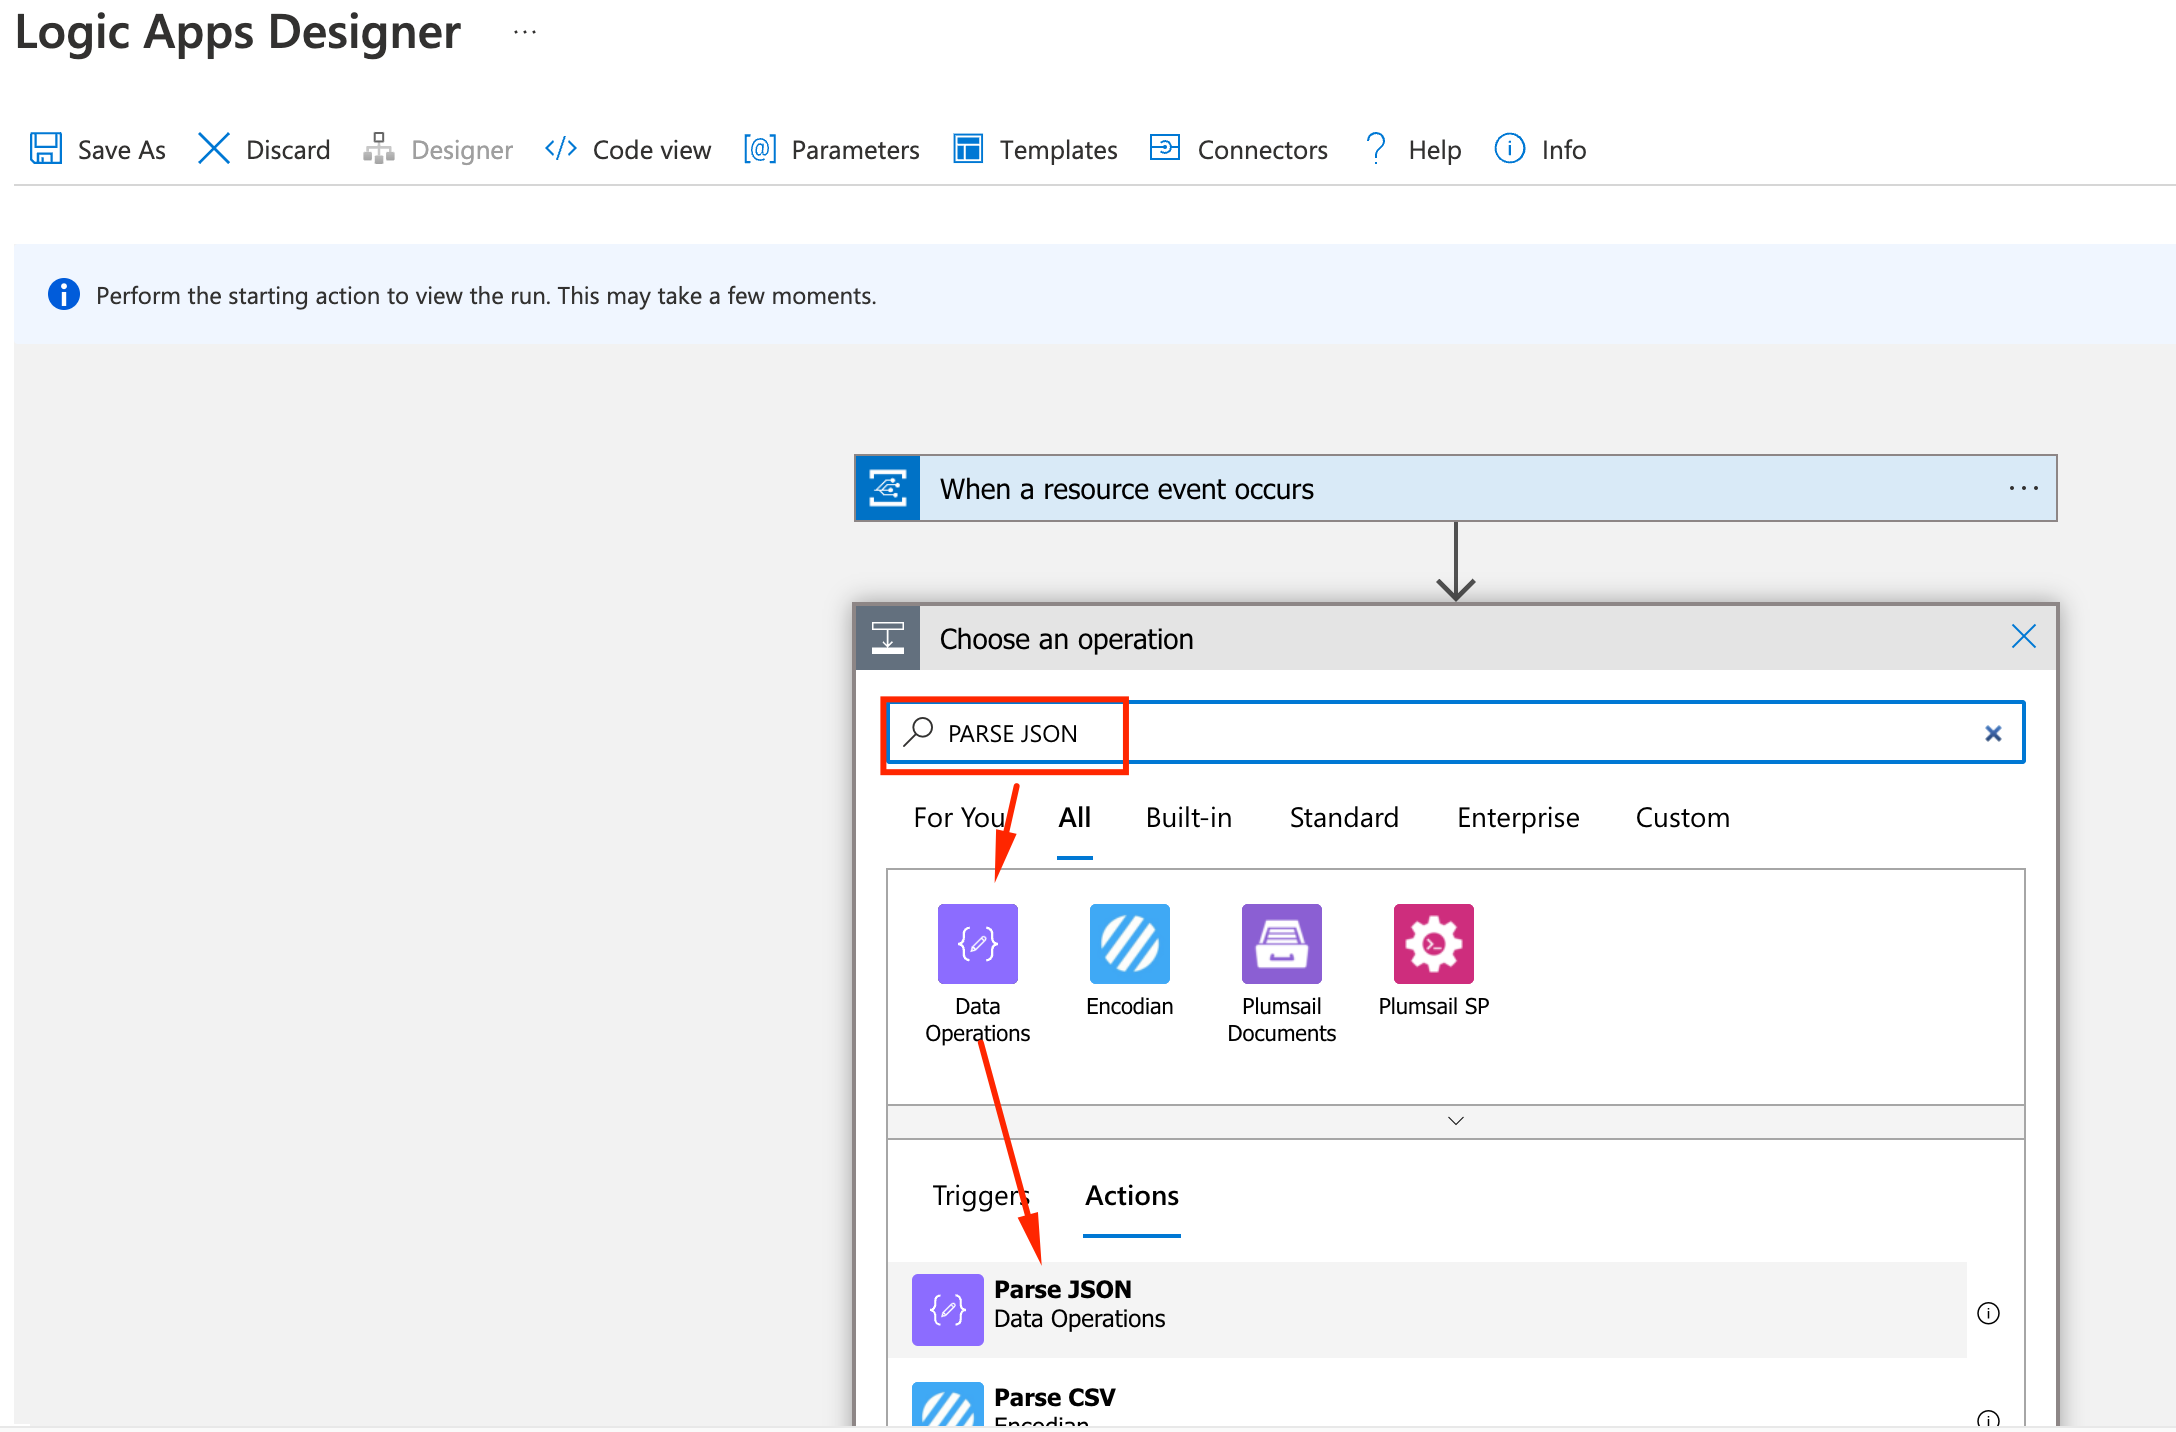 Logic Apps Designer ...
Save As Discard Designer Code view Parameters Templates Connectors Help Info
Perform the starting action to view the run. This may take a few moments.
When a resource event occurs
Choose an operation
PARSE JSON
For You All Built-in Standard Enterprise Custom
Data Operations
Encodian
Plumsail Documents
Plumsail SP
Triggers Actions
Parse JSON
Data Operations
Parse CSV
Encodian